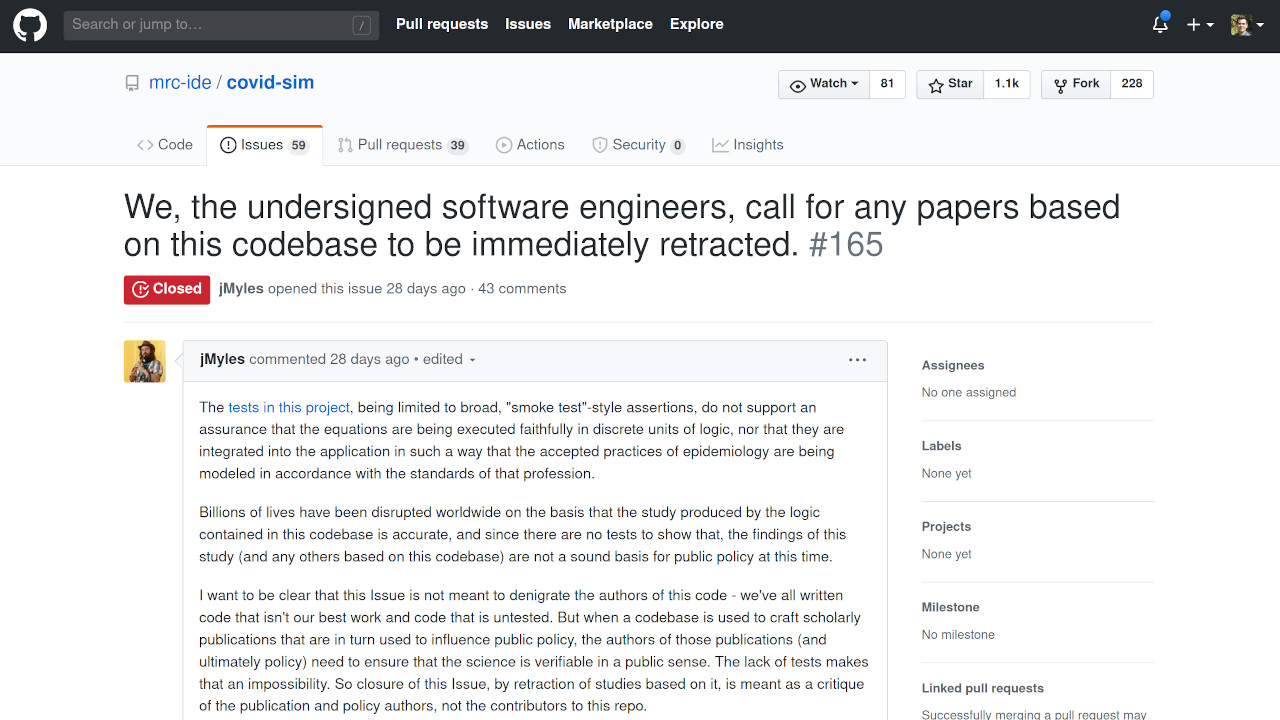 Search or jump to… / Pull requests Issues Marketplace Explore
mrc-ide / covid-sim Watch 81 Star 1.1k Fork 228
Code Issues 59 Pull requests 39 Actions Security 0 Insights
We, the undersigned software engineers, call for any papers based
on this codebase to be immediately retracted. #165
Closed jMyles opened this issue 28 days ago · 43 comments
jMyles commented 28 days ago • edited
The tests in this project, being limited to broad, "smoke test"-style assertions, do not support an
assurance that the equations are being executed faithfully in discrete units of logic, nor that they are
integrated into the application in such a way that the accepted practices of epidemiology are being
modeled in accordance with the standards of that profession.
Billions of lives have been disrupted worldwide on the basis that the study produced by the logic
contained in this codebase is accurate, and since there are no tests to show that, the findings of this
study (and any others based on this codebase) are not a sound basis for public policy at this time.
I want to be clear that this Issue is not meant to denigrate the authors of this code - we've all written
code that isn't our best work and code that is untested. But when a codebase is used to craft scholarly
publications that are in turn used to influence public policy, the authors of those publications (and
ultimately policy) need to ensure that the science is verifiable in a public sense. The lack of tests makes
that an impossibility. So closure of this Issue, by retraction of studies based on it, is meant as a critique
of the publication and policy authors, not the contributors to this repo.
Assignees
No one assigned
Labels
None yet
Projects
None yet
Milestone
No milestone
Linked pull requests
Successfully merging a pull request may